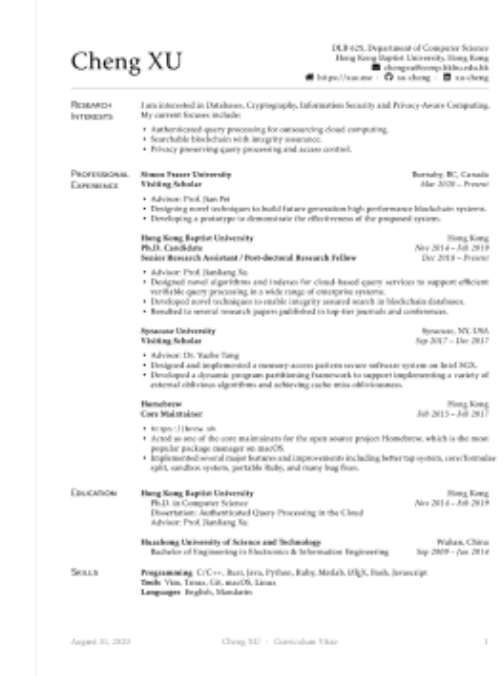 Cheng XU
DLB 625, Department of Computer Science
Hong Kong Baptist University, Hong Kong
chengxu@comp.hkbu.edu.hk
https://xuc.me · xu-cheng · xu-cheng
RESEARCH INTERESTS
I am interested in Databases, Cryptography, Information Security and Privacy-Aware Computing.
My current focuses include:
• Authenticated query processing for outsourcing cloud computing.
• Searchable blockchain with integrity assurance.
• Privacy preserving query processing and access control.
PROFESSIONAL EXPERIENCE
Simon Fraser University Burnaby, BC, Canada
Visiting Scholar Mar 2020 – Present
• Advisor: Prof. Jian Pei
• Designing novel techniques to build future generation high performance blockchain systems.
• Developing a prototype to demonstrate the effectiveness of the proposed system.
Hong Kong Baptist University Hong Kong
Ph.D. Candidate Nov 2014 – Feb 2019
Senior Research Assistant / Post-doctoral Research Fellow Dec 2018 – Present
• Advisor: Prof. Jianliang Xu
• Designed novel algorithms and indexes for cloud-based query services to support efficient
verifiable query processing in a wide range of enterprise systems.
• Developed novel techniques to enable integrity assured search in blockchain databases.
• Resulted to several research papers published in top-tier journals and conferences.
Syracuse University Syracuse, NY, USA
Visiting Scholar Sep 2017 – Dec 2017
• Advisor: Dr. Yuzhe Tang
• Designed and implemented a memory-access pattern secure software system on Intel SGX.
• Developed a dynamic program partitioning framework to support implementing a variety of
external oblivious algorithms and achieving cache-miss obliviousness.
Homebrew Hong Kong
Core Maintainer Feb 2015 – Feb 2017
• https://brew.sh
• Acted as one of the core maintainers for the open source project Homebrew, which is the most
popular package manager on macOS.
• Implemented several major features and improvements including better tap system, core/formulae
split, sandbox system, portable Ruby, and many bug fixes.
EDUCATION
Hong Kong Baptist University Hong Kong
Ph.D. in Computer Science Nov 2014 – Feb 2019
Dissertation: Authenticated Query Processing in the Cloud
Advisor: Prof. Jianliang Xu
Huazhong University of Science and Technology Wuhan, China
Bachelor of Engineering in Electronics & Information Engineering Sep 2009 – Jun 2014
SKILLS
Programming C/C++, Rust, Java, Python, Ruby, Matlab, LaTeX, Bash, Javascript
Tools Vim, Tmux, Git, macOS, Linux
Languages English, Mandarin
August 31, 2020 Cheng XU · Curriculum Vitae 1